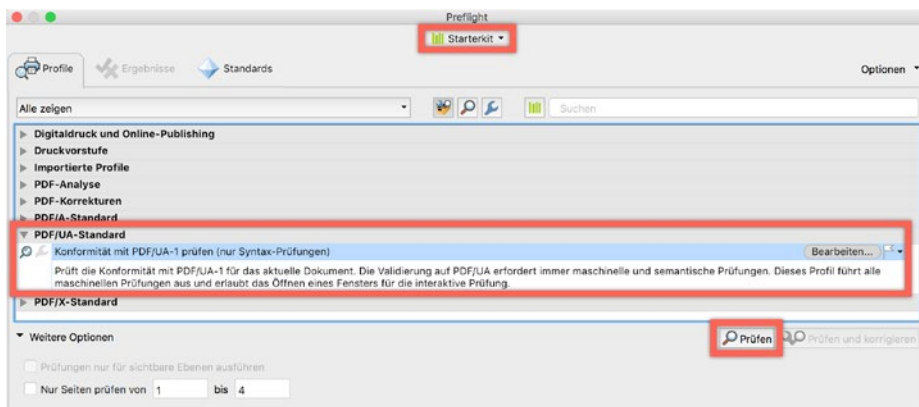 Preflight
Starterkit
Profile Ergebnisse Standards Optionen
Alle zeigen Suchen
Digitaldruck und Online-Publishing
Druckvorstufe
Importierte Profile
PDF-Analyse
PDF-Korrekturen
PDF/A-Standard
PDF/UA-Standard
Konformität mit PDF/UA-1 prüfen (nur Syntax-Prüfungen) Bearbeiten...
Prüft die Konformität mit PDF/UA-1 für das aktuelle Dokument. Die Validierung auf PDF/UA erfordert immer maschinelle und semantische Prüfungen. Dieses Profil führt alle
maschinellen Prüfungen aus und erlaubt das Öffnen eines Fensters für die interaktive Prüfung.
PDF/X-Standard
Weitere Optionen Prüfen Prüfen und korrigieren
Prüfungen nur für sichtbare Ebenen ausführen
Nur Seiten prüfen von 1 bis 4